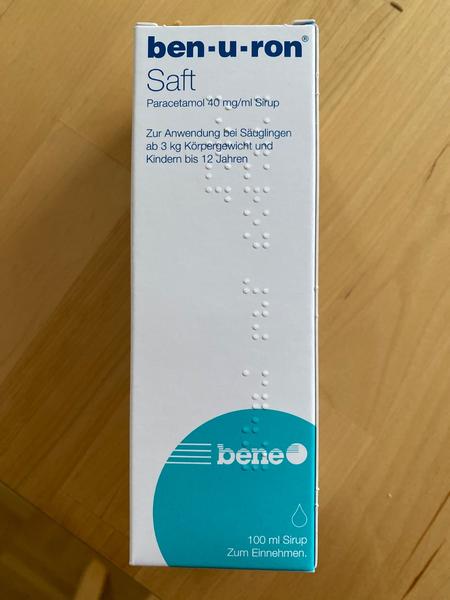 ben-u-ron®
Saft
Paracetamol 40 mg/ml Sirup
Zur Anwendung bei Säuglingen
ab 3 kg Körpergewicht und
Kindern bis 12 Jahren
bene
100 ml Sirup
Zum Einnehmen.